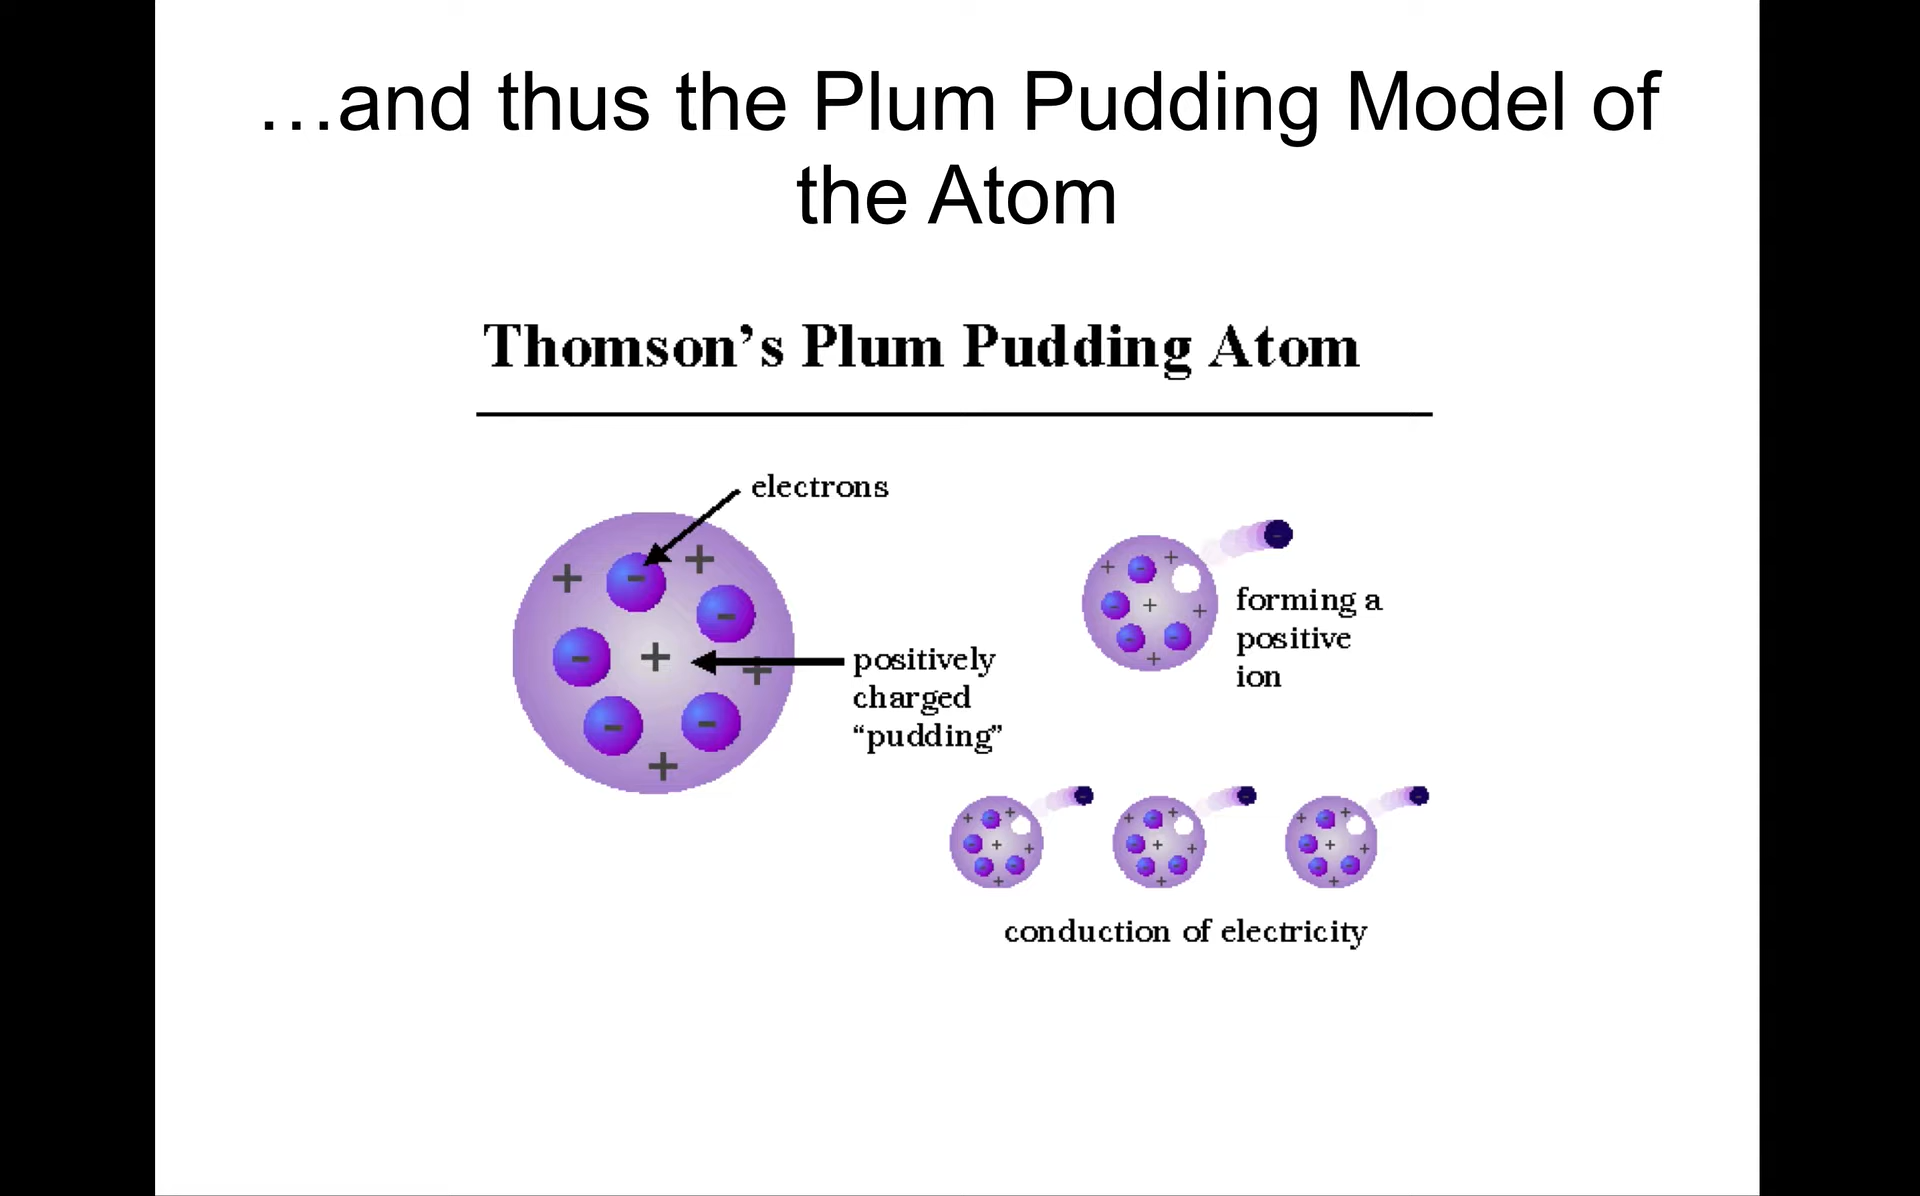 …and thus the Plum Pudding Model of
the Atom
Thomson’s Plum Pudding Atom
electrons
+ - + - - + + - - +
positively
charged
“pudding”
+ - + - + + - - +
-
forming a
positive
ion
+ - + - + + - - +
-
+ - + - + + - - +
-
+ - + - + + - - +
-
conduction of electricity